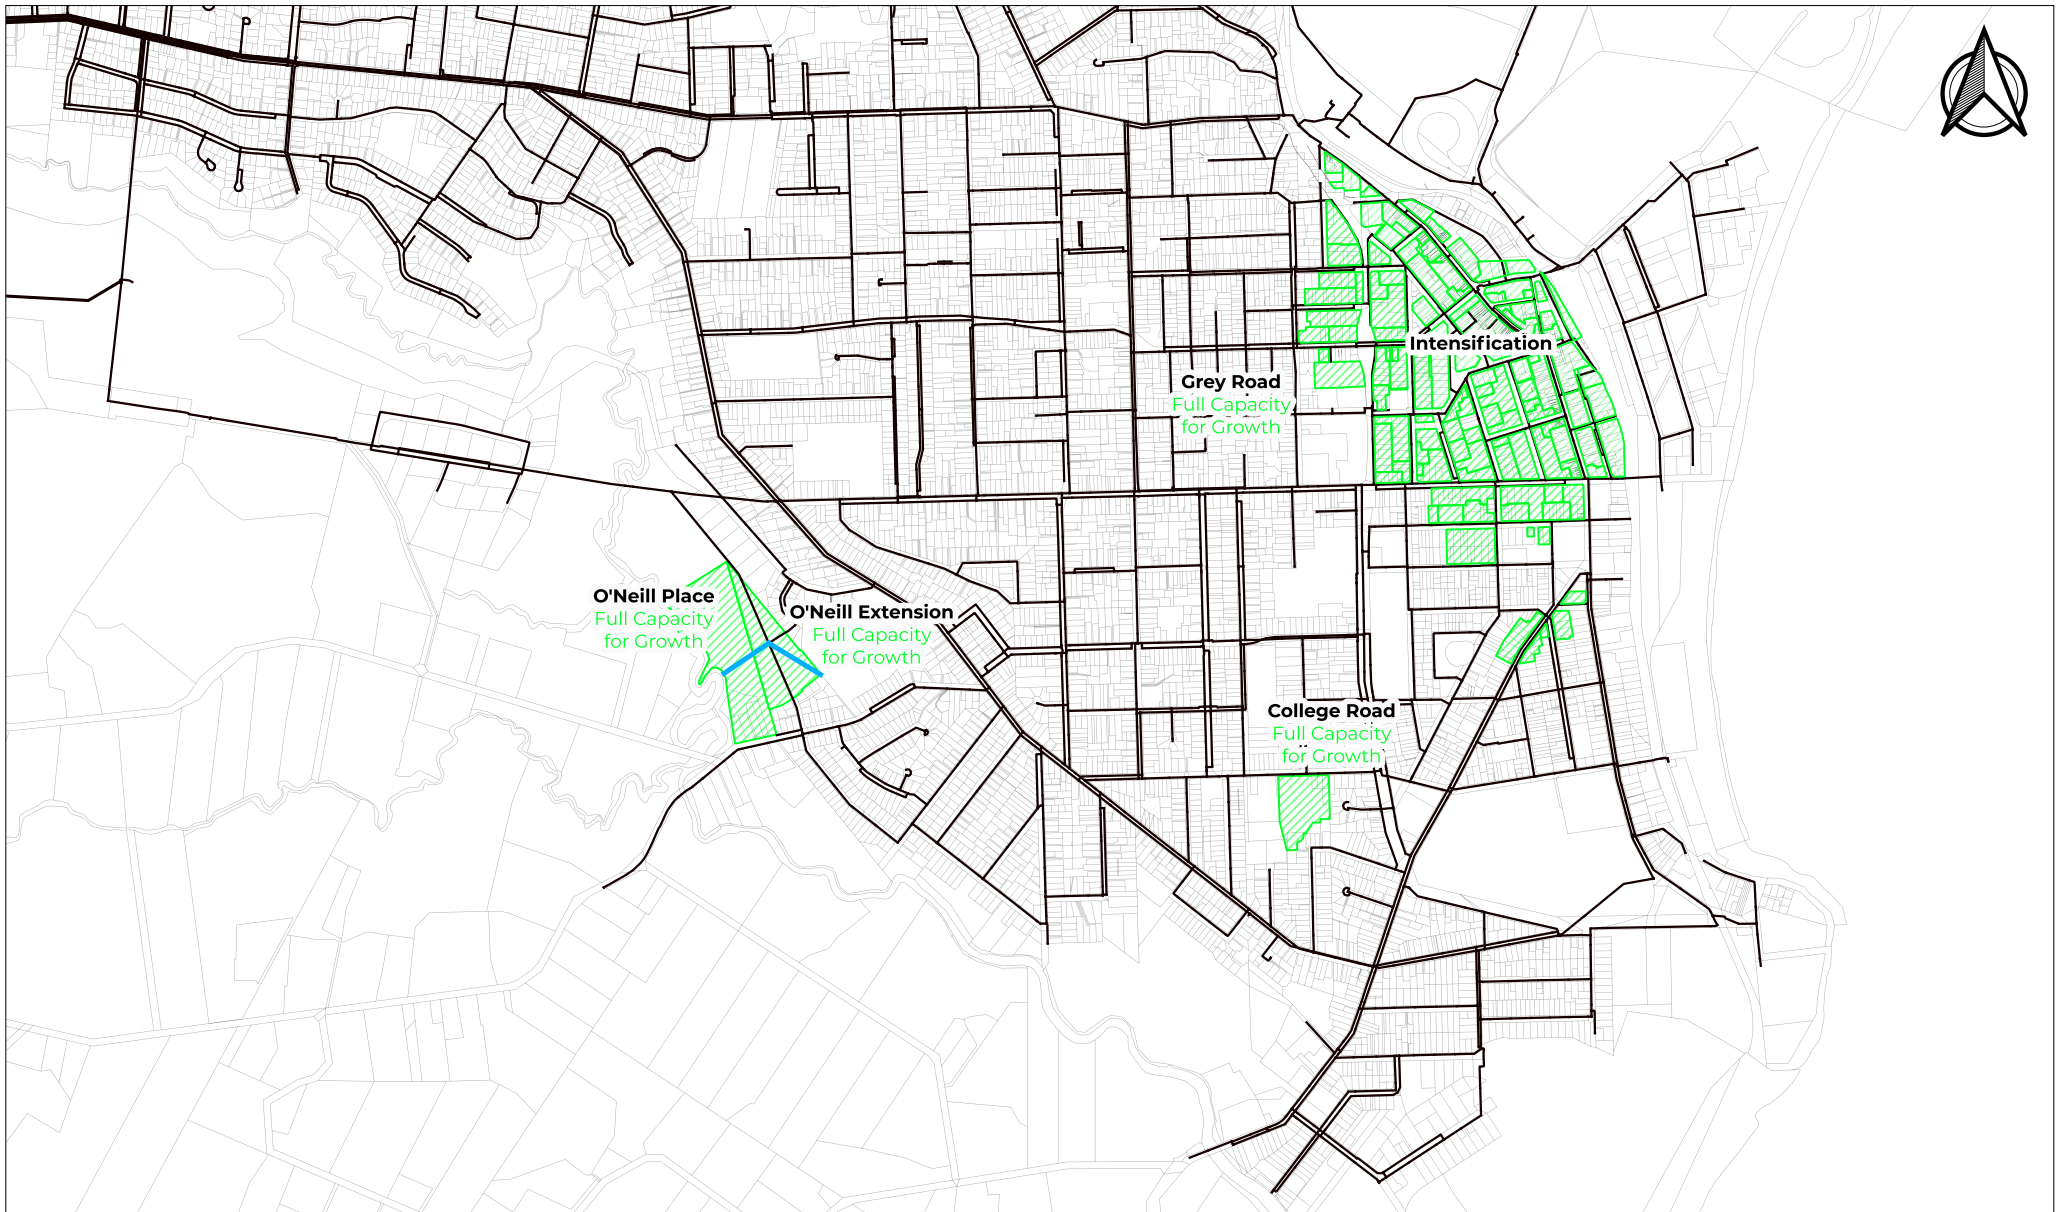 Intensification
Grey Road
Full Capacity
for Growth
O'Neill Place
Full Capacity
for Growth
O'Neill Extension
Full Capacity
for Growth
College Road
Full Capacity
for Growth